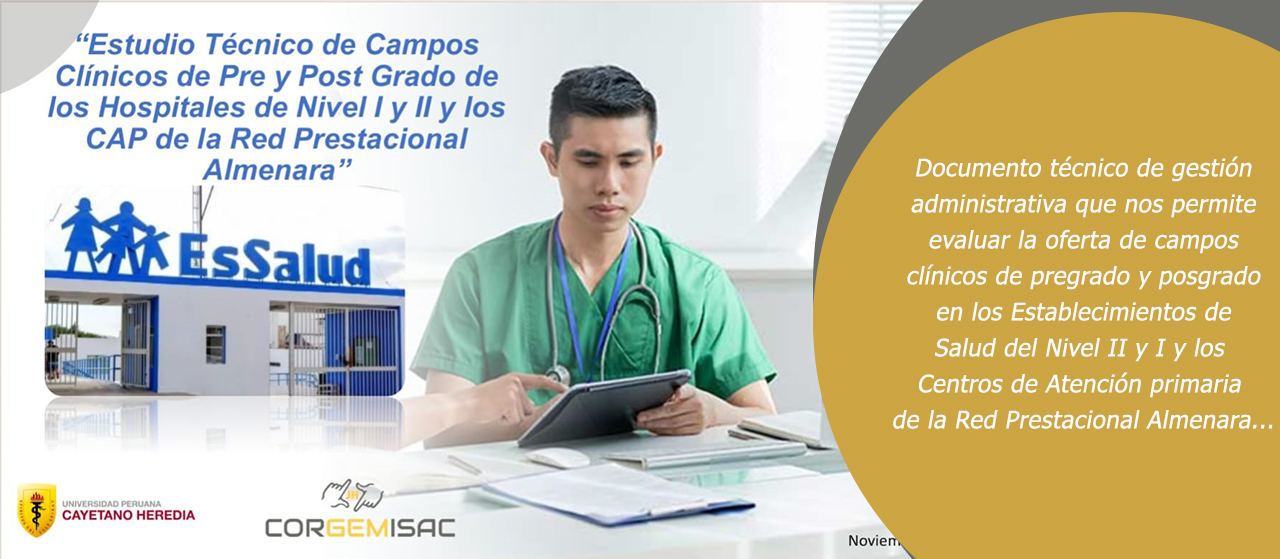 “Estudio Técnico de Campos
Clínicos de Pre y Post Grado de
los Hospitales de Nivel I y II y los
CAP de la Red Prestacional
Almenara”
EsSalud
UNIVERSIDAD PERUANA
CAYETANO HEREDIA
CORGEMISAC
Noviem
Documento técnico de gestión
administrativa que nos permite
evaluar la oferta de campos
clínicos de pregrado y posgrado
en los Establecimientos de
Salud del Nivel II y I y los
Centros de Atención primaria
de la Red Prestacional Almenara...